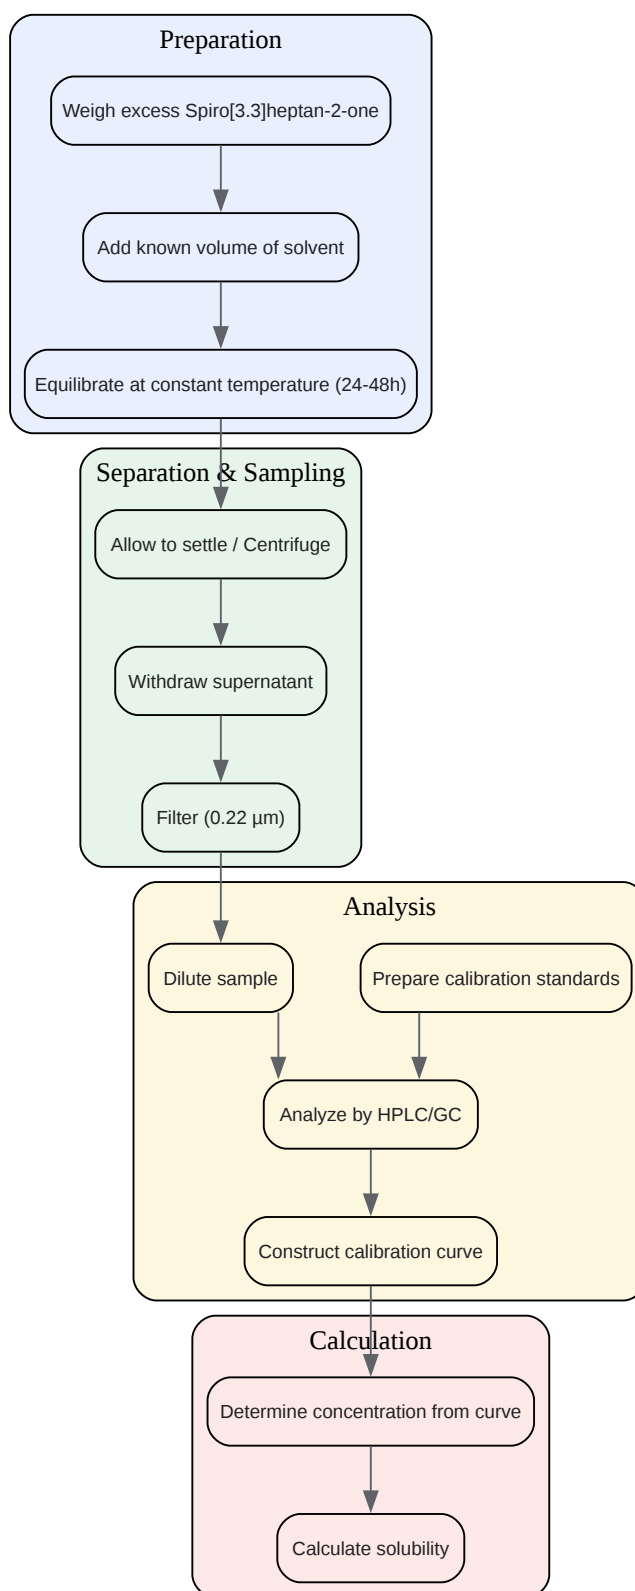 Preparation
Weigh excess Spiro[3.3]heptan-2-one
Add known volume of solvent
Equilibrate at constant temperature (24-48h)
Separation & Sampling
Allow to settle / Centrifuge
Withdraw supernatant
Filter (0.22 µm)
Analysis
Dilute sample
Prepare calibration standards
Analyze by HPLC/GC
Construct calibration curve
Calculation
Determine concentration from curve
Calculate solubility